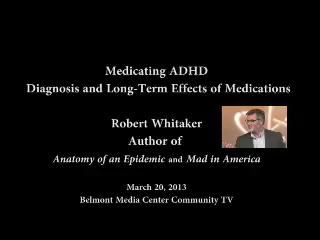 Medicating ADHD
Diagnosis and Long-Term Effects of Medications
Robert Whitaker
Author of
Anatomy of an Epidemic and Mad in America
March 20, 2013
Belmont Media Center Community TV